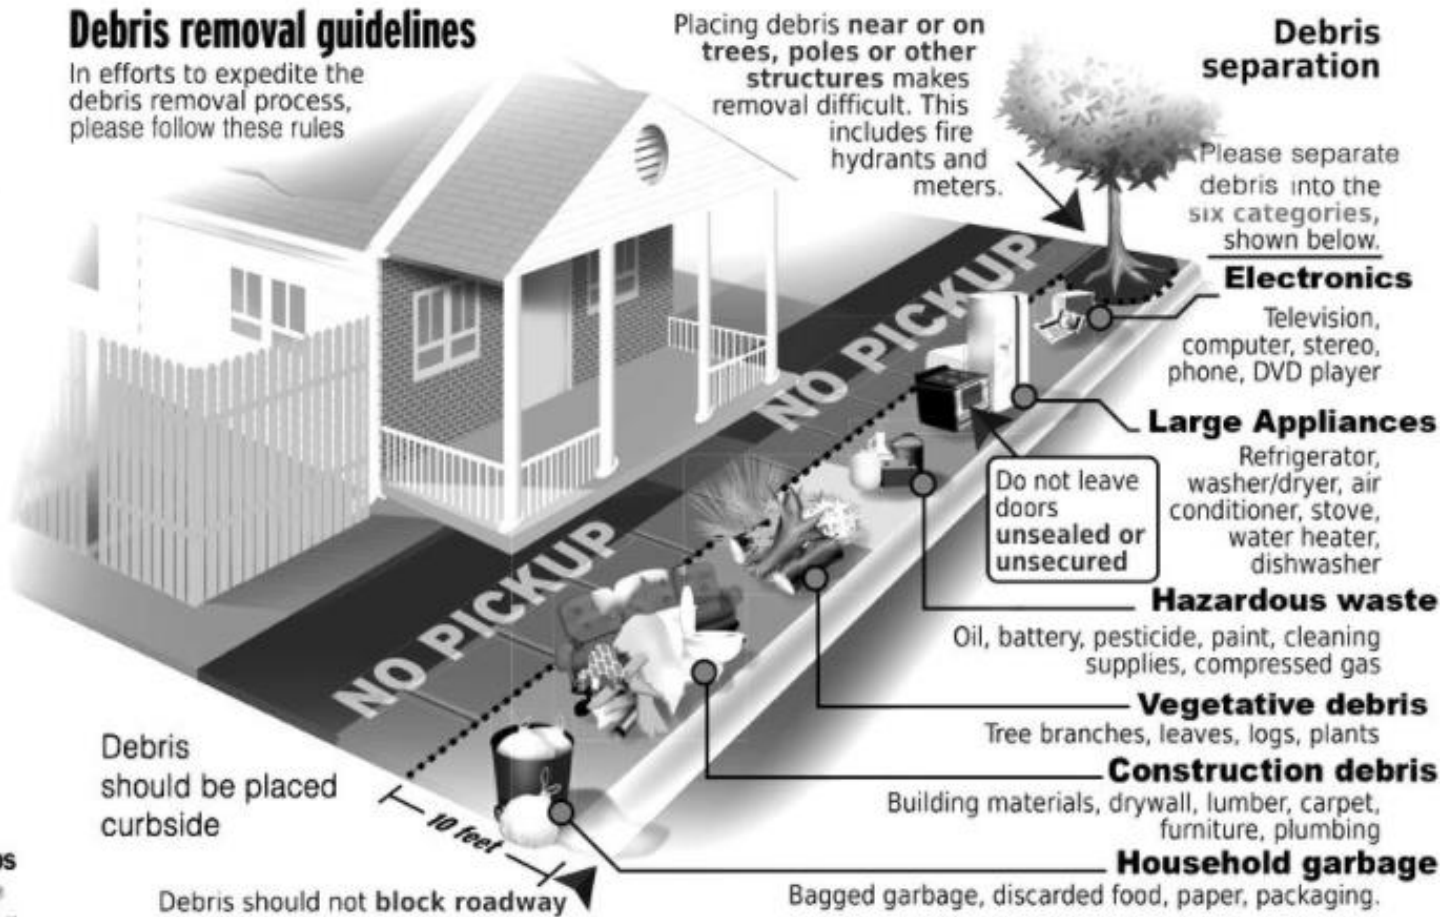 Debris removal guidelines
In efforts to expedite the
debris removal process,
please follow these rules
Placing debris near or on
trees, poles or other
structures makes
removal difficult. This
includes fire
hydrants and
meters.
Debris
separation
Please separate
debris into the
six categories,
shown below.
Electronics
Television,
computer, stereo,
phone, DVD player
Large Appliances
Refrigerator,
washer/dryer, air
conditioner, stove,
water heater,
dishwasher
Do not leave
doors
unsealed or
unsecured
Hazardous waste
Oil, battery, pesticide, paint, cleaning
supplies, compressed gas
Vegetative debris
Tree branches, leaves, logs, plants
Construction debris
Building materials, drywall, lumber, carpet,
furniture, plumbing
Household garbage
Bagged garbage, discarded food, paper, packaging.
NO PICKUP
NO PICKUP
Debris
should be placed
curbside
10 feet
Debris should not block roadway